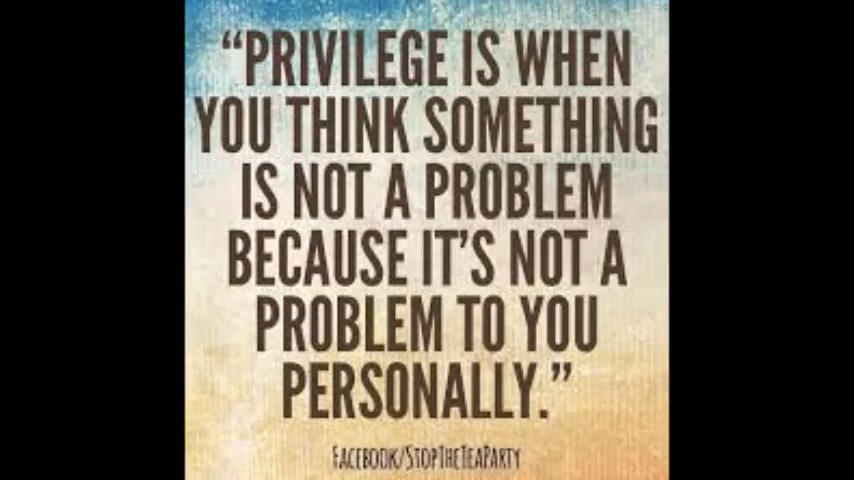 “PRIVILEGE IS WHEN
YOU THINK SOMETHING
IS NOT A PROBLEM
BECAUSE IT’S NOT A
PROBLEM TO YOU
PERSONALLY.”
FACEBOOK/STOPTHETEAPARTY